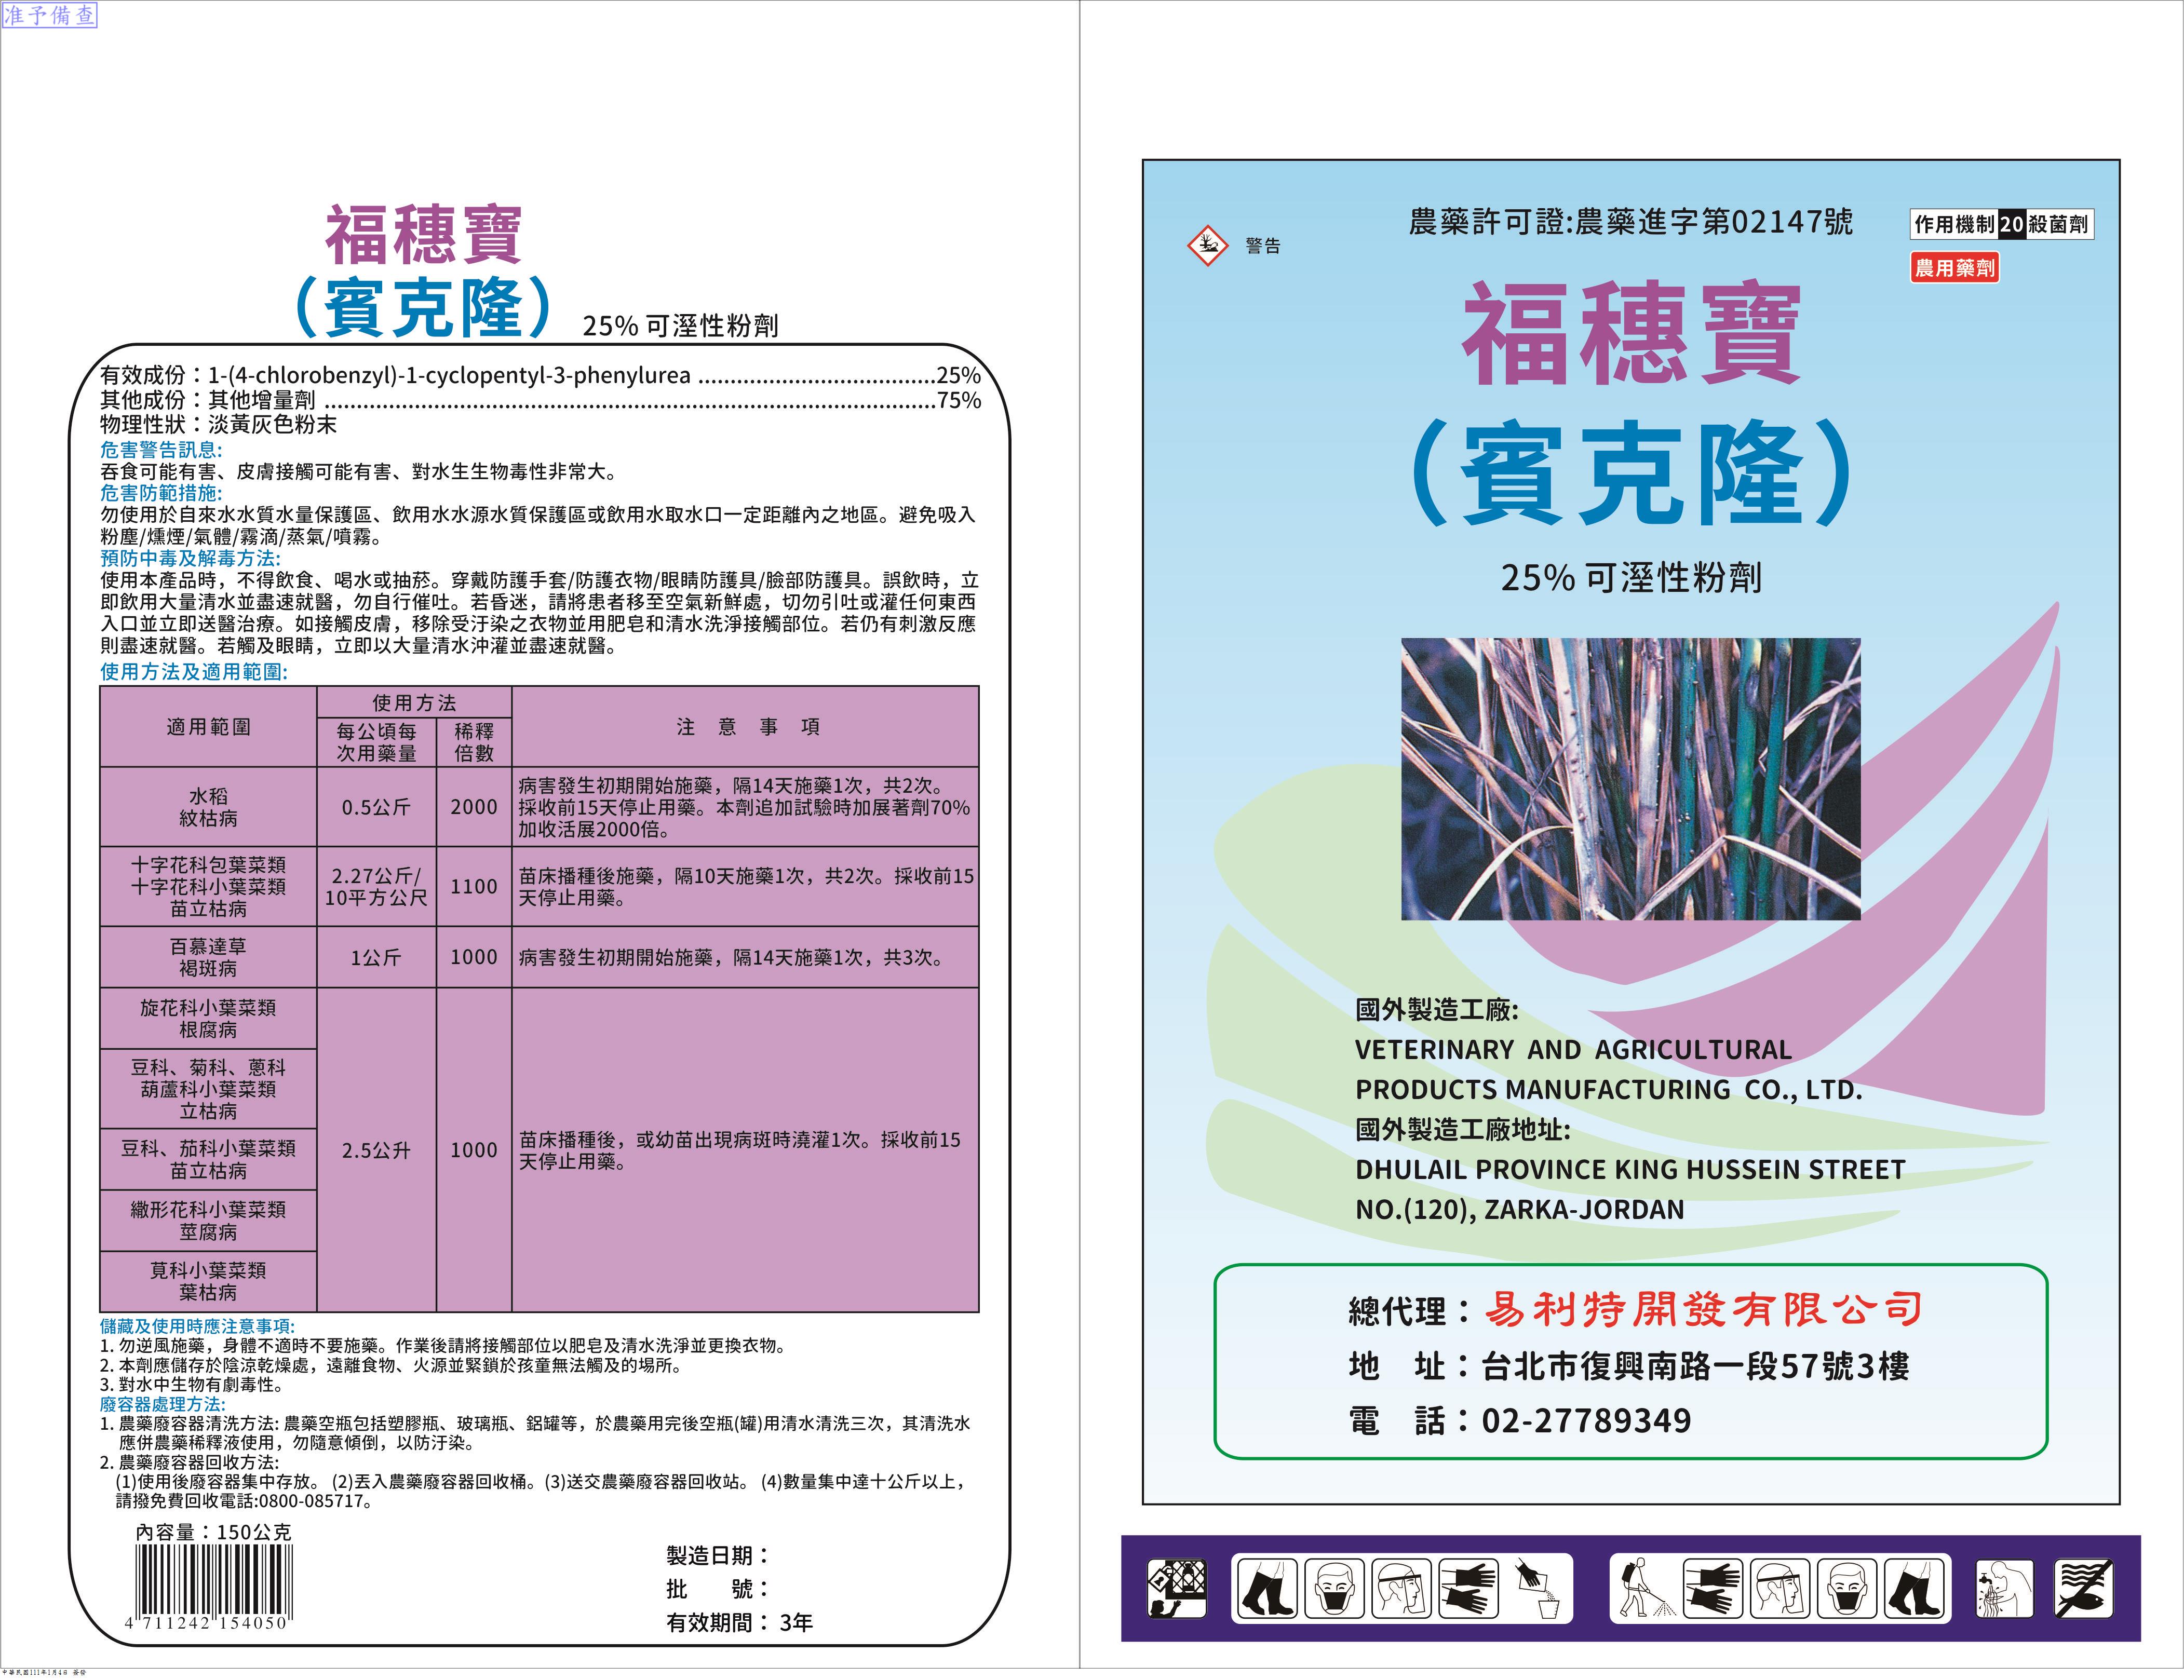 准予備查
福穗寶
（賓克隆） 25% 可溼性粉劑
有效成份：1-(4-chlorobenzyl)-1-cyclopentyl-3-phenylurea .....................................25%
其他成份：其他增量劑 ...............................................................................................75%
物理性狀：淡黃灰色粉末
危害警告訊息:
吞食可能有害、皮膚接觸可能有害、對水生生物毒性非常大。
危害防範措施:
勿使用於自來水水質水量保護區、飲用水水源水質保護區或飲用水取水口一定距離內之地區。避免吸入
粉塵/燻煙/氣體/霧滴/蒸氣/噴霧。
預防中毒及解毒方法:
使用本產品時，不得飲食、喝水或抽菸。穿戴防護手套/防護衣物/眼睛防護具/臉部防護具。誤飲時，立
即飲用大量清水並盡速就醫，勿自行催吐。若昏迷，請將患者移至空氣新鮮處，切勿引吐或灌任何東西
入口並立即送醫治療。如接觸皮膚，移除受汙染之衣物並用肥皂和清水洗淨接觸部位。若仍有刺激反應
則盡速就醫。若觸及眼睛，立即以大量清水沖灌並盡速就醫。
使用方法及適用範圍:
適用範圍
使用方法
每公頃每
次用藥量
稀釋
倍數
注 意 事 項
水稻
紋枯病
0.5公斤
2000
病害發生初期開始施藥，隔14天施藥1次，共2次。
採收前15天停止用藥。本劑追加試驗時加展著劑70%
加收活展2000倍。
十字花科包葉菜類
十字花科小葉菜類
苗立枯病
2.27公斤/
10平方公尺
1100
苗床播種後施藥，隔10天施藥1次，共2次。採收前15
天停止用藥。
百慕達草
褐斑病
1公斤
1000
病害發生初期開始施藥，隔14天施藥1次，共3次。
旋花科小葉菜類
根腐病
豆科、菊科、蔥科
葫蘆科小葉菜類
立枯病
豆科、茄科小葉菜類
苗立枯病
繖形花科小葉菜類
莖腐病
莧科小葉菜類
葉枯病
2.5公升
1000
苗床播種後，或幼苗出現病斑時澆灌1次。採收前15
天停止用藥。
儲藏及使用時應注意事項:
1. 勿逆風施藥，身體不適時不要施藥。作業後請將接觸部位以肥皂及清水洗淨並更換衣物。
2. 本劑應儲存於陰涼乾燥處，遠離食物、火源並緊鎖於孩童無法觸及的場所。
3. 對水中生物有劇毒性。
廢容器處理方法:
1. 農藥廢容器清洗方法: 農藥空瓶包括塑膠瓶、玻璃瓶、鋁罐等，於農藥用完後空瓶(罐)用清水清洗三次，其清洗水
應併農藥稀釋液使用，勿隨意傾倒，以防汙染。
2. 農藥廢容器回收方法:
(1)使用後廢容器集中存放。 (2)丟入農藥廢容器回收桶。(3)送交農藥廢容器回收站。 (4)數量集中達十公斤以上，
請撥免費回收電話:0800-085717。
內容量：150公克
4 711242 154050
製造日期：
批　　號：
有效期間： 3年
中華民國111年1月4日 簽發
警告
農藥許可證:農藥進字第02147號
作用機制20殺菌劑
農用藥劑
福穗寶
（賓克隆）
25% 可溼性粉劑
國外製造工廠:
VETERINARY AND AGRICULTURAL
PRODUCTS MANUFACTURING CO., LTD.
國外製造工廠地址:
DHULAIL PROVINCE KING HUSSEIN STREET
NO.(120), ZARKA-JORDAN
總代理：易利特開發有限公司
地　址：台北市復興南路一段57號3樓
電　話：02-27789349